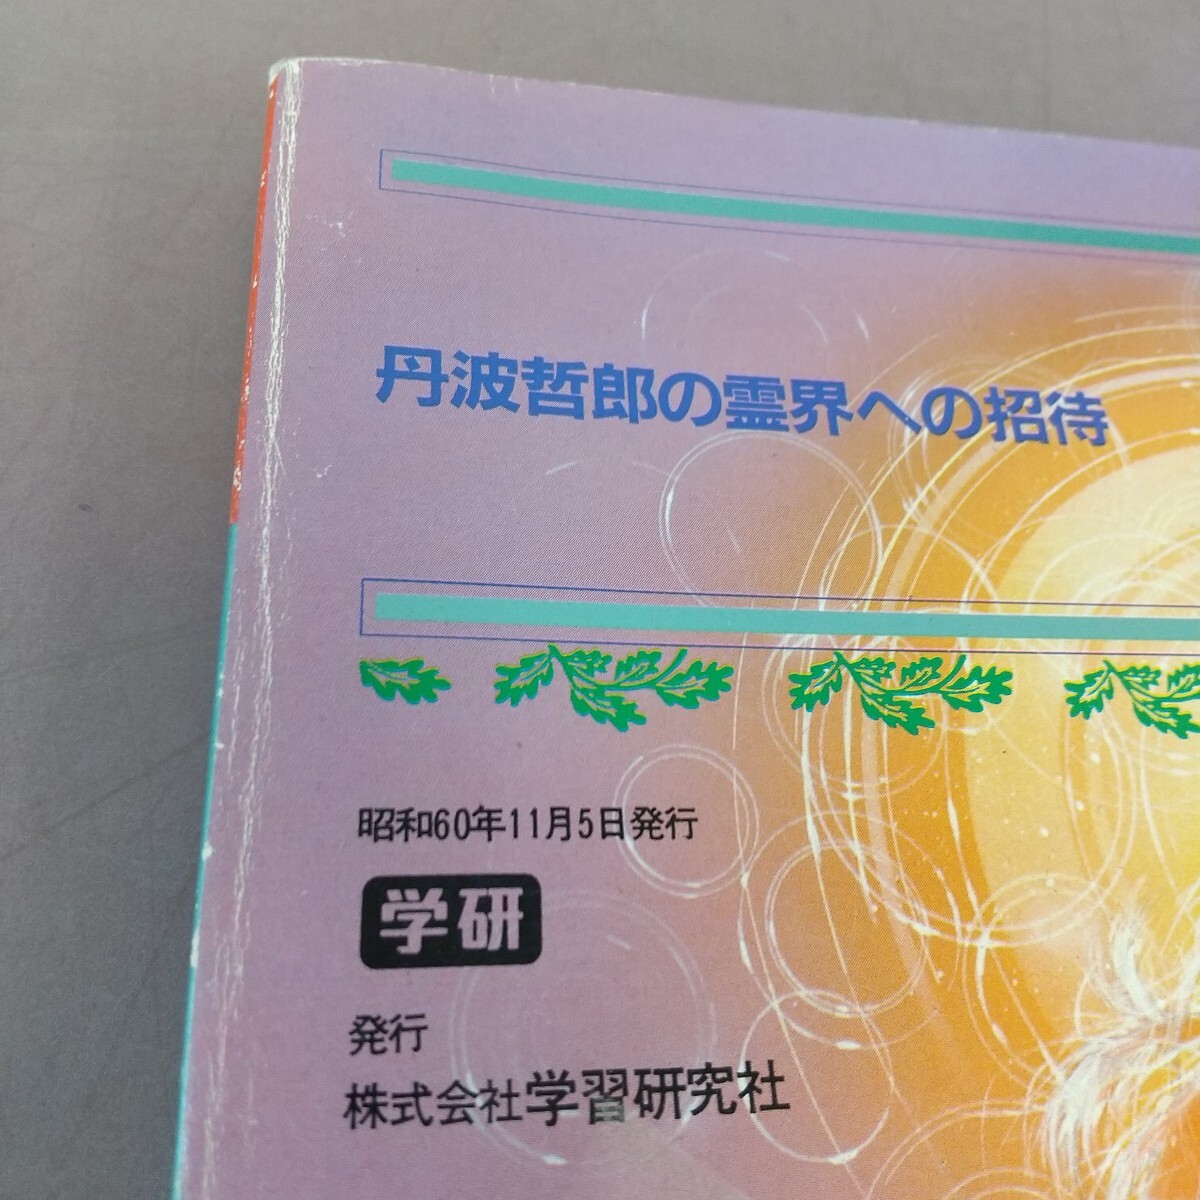 丹波哲郎の霊界への招待
昭和60年11月5日発行
学研
発行
株式会社学習研究社